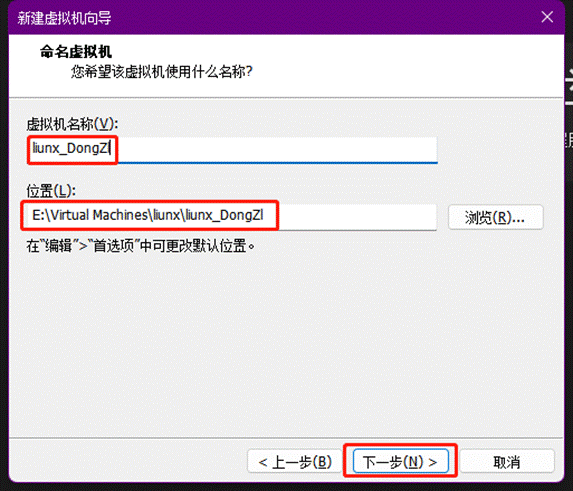 新建虚拟机向导
命名虚拟机
您希望该虚拟机使用什么名称?
虚拟机名称(V):
liunx_DongZl
位置(L):
E:\Virtual Machines\liunx\liunx_DongZl
浏览(R)...
在“编辑”>“首选项”中可更改默认位置。
< 上一步(B)
下一步(N) >
取消